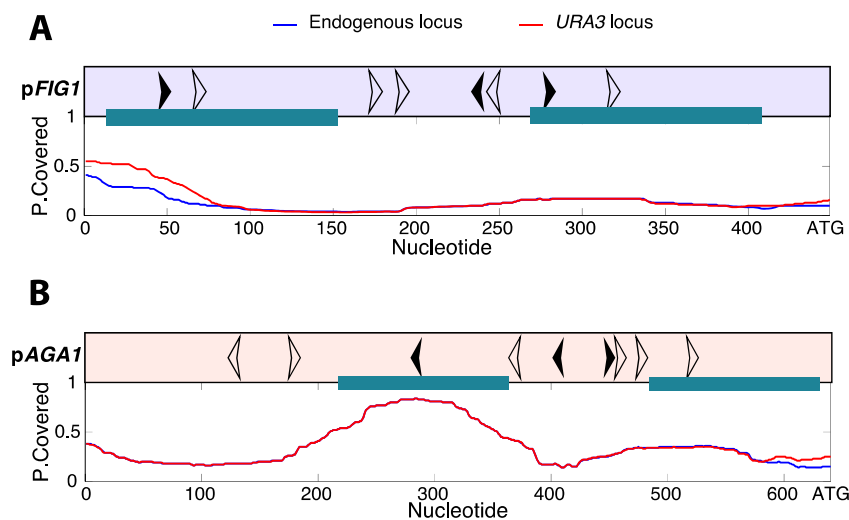 A
Endogenous locus
URA3 locus
pFIG1
1
0.5
0
P.Covered
0 50 100 150 200 250 300 350 400 ATG
Nucleotide
B
pAGA1
1
0.5
0
P.Covered
0 100 200 300 400 500 600 ATG
Nucleotide